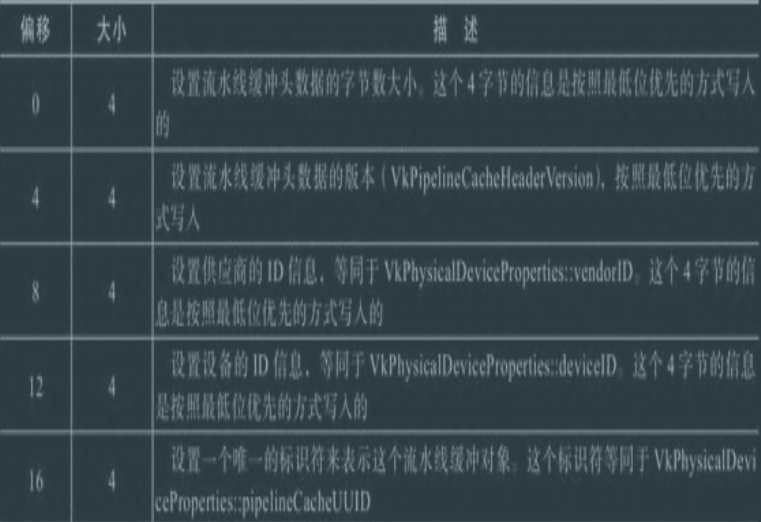 偏移 大小 描 述
0 4 设置流水线缓冲头数据的字节数大小。这个 4 字节的信息是按照最低位优先的方式写入
的
4 4 设置流水线缓冲头数据的版本（VkPipelineCacheHeaderVersion），按照最低位优先的方
式写入
8 4 设置供应商的 ID 信息，等同于 VkPhysicalDeviceProperties::vendorID。这个 4 字节的信
息是按照最低位优先的方式写入的
12 4 设置设备的 ID 信息，等同于 VkPhysicalDeviceProperties::deviceID。这个 4 字节的信息
是按照最低位优先的方式写入的
16 4 设置一个唯一的标识符来表示这个流水线缓冲对象。这个标识符等同于 VkPhysicalDevi
ceProperties::pipelineCacheUUID